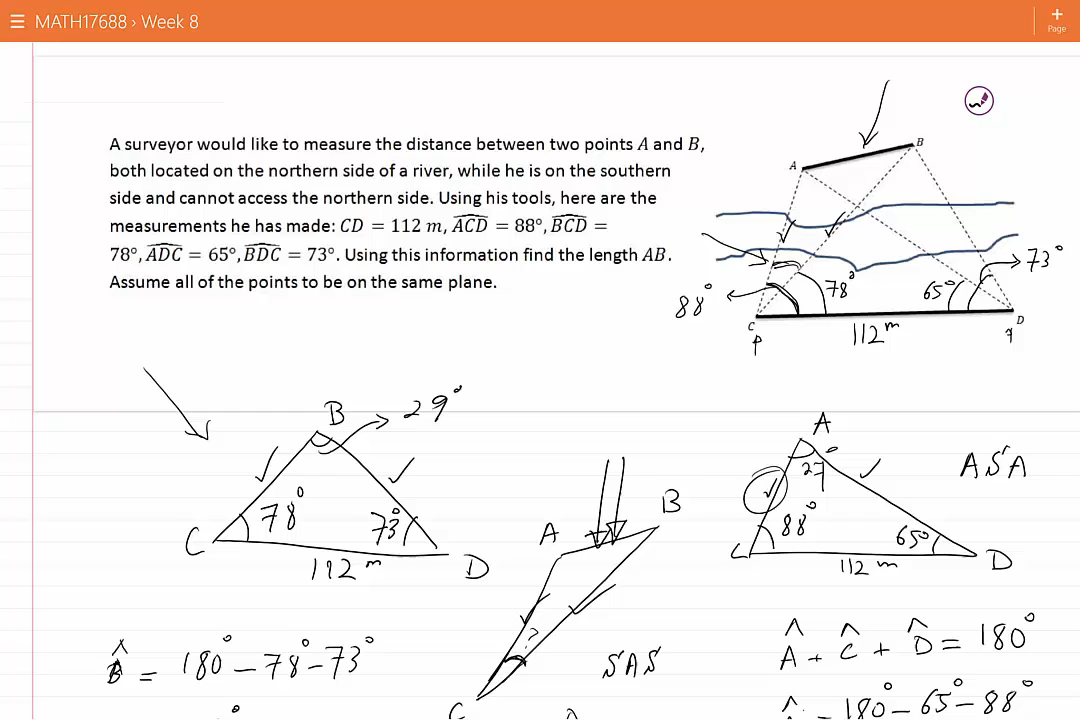 MATH17688 › Week 8
Page
A surveyor would like to measure the distance between two points A and B,
both located on the northern side of a river, while he is on the southern
side and cannot access the northern side. Using his tools, here are the
measurements he has made: CD = 112 m, ACD = 88°, BCD =
78°, ADC = 65°, BDC = 73°. Using this information find the length AB.
Assume all of the points to be on the same plane.
A
B
88°
78°
65°
73°
C
D
112 m
B
29°
78°
73°
C
D
112 m
A
B
?
C
SAS
A
27°
ASA
88°
65°
C
D
112 m
B̂ = 180° – 78° – 73°
Â + Ĉ + D̂ = 180°
= 180° – 65° – 88°